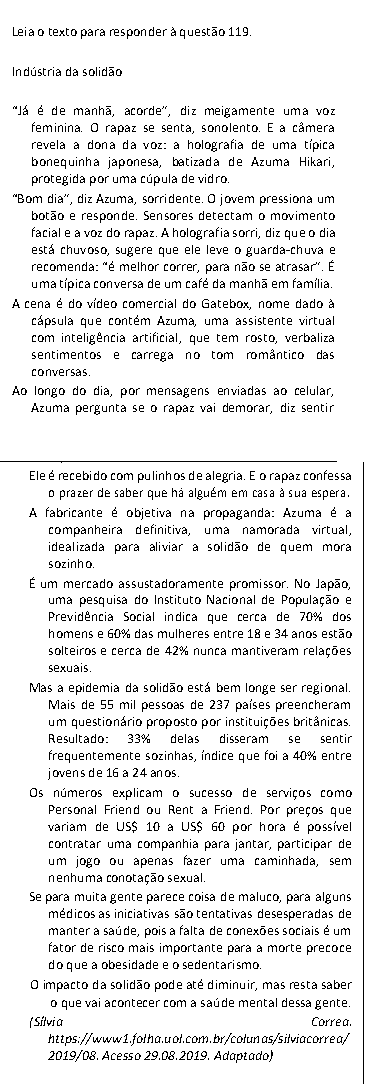 Leia o texto para responder à questão 119.
Indústria da solidão
“Já é de manhã, acorde”, diz meigamente uma voz
feminina. O rapaz se senta, sonolento. E a câmera
revela a dona da voz: a holografia de uma típica
bonequinha japonesa, batizada de Azuma Hikari,
protegida por uma cúpula de vidro.
“Bom dia”, diz Azuma, sorridente. O jovem pressiona um
botão e responde. Sensores detectam o movimento
facial e a voz do rapaz. A holografia sorri, diz que o dia
está chuvoso, sugere que ele leve o guarda-chuva e
recomenda: “é melhor correr, para não se atrasar”. É
uma típica conversa de um café da manhã em família.
A cena é do vídeo comercial do Gatebox, nome dado à
cápsula que contém Azuma, uma assistente virtual
com inteligência artificial, que tem rosto, verbaliza
sentimentos e carrega no tom romântico das
conversas.
Ao longo do dia, por mensagens enviadas ao celular,
Azuma pergunta se o rapaz vai demorar, diz sentir
Ele é recebido com pulinhos de alegria. E o rapaz confessa
o prazer de saber que há alguém em casa à sua espera.
A fabricante é objetiva na propaganda: Azuma é a
companheira definitiva, uma namorada virtual,
idealizada para aliviar a solidão de quem mora
sozinho.
É um mercado assustadoramente promissor. No Japão,
uma pesquisa do Instituto Nacional de População e
Previdência Social indica que cerca de 70% dos
homens e 60% das mulheres entre 18 e 34 anos estão
solteiros e cerca de 42% nunca mantiveram relações
sexuais.
Mas a epidemia da solidão está bem longe ser regional.
Mais de 55 mil pessoas de 237 países preencheram
um questionário proposto por instituições britânicas.
Resultado: 33% delas disseram se sentir
frequentemente sozinhas, índice que foi a 40% entre
jovens de 16 a 24 anos.
Os números explicam o sucesso de serviços como
Personal Friend ou Rent a Friend. Por preços que
variam de US$ 10 a US$ 60 por hora é possível
contratar uma companhia para jantar, participar de
um jogo ou apenas fazer uma caminhada, sem
nenhuma conotação sexual.
Se para muita gente parece coisa de maluco, para alguns
médicos as iniciativas são tentativas desesperadas de
manter a saúde, pois a falta de conexões sociais é um
fator de risco mais importante para a morte precoce
do que a obesidade e o sedentarismo.
O impacto da solidão pode até diminuir, mas resta saber
o que vai acontecer com a saúde mental dessa gente.
(Sílvia Correa.
https://www1.folha.uol.com.br/colunas/silviacorrea/
2019/08. Acesso 29.08.2019. Adaptado)